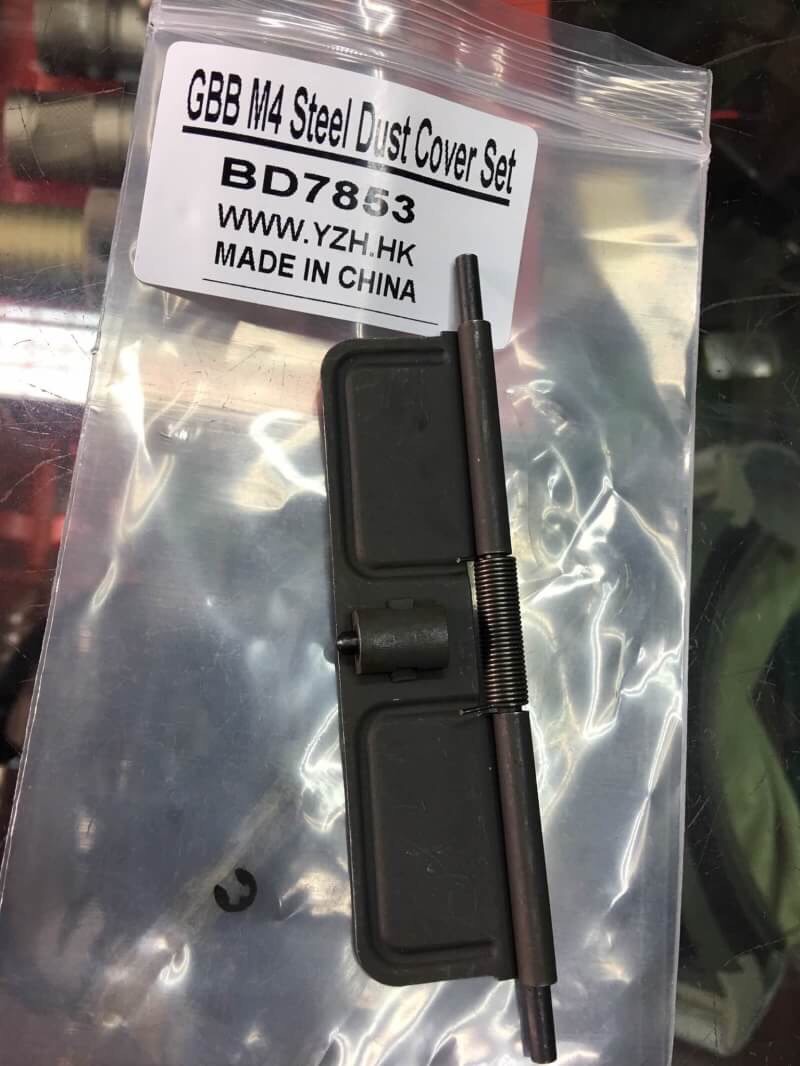 GBB M4 Steel Dust Cover Set
BD7853
WWW.YZH.HK
MADE IN CHINA